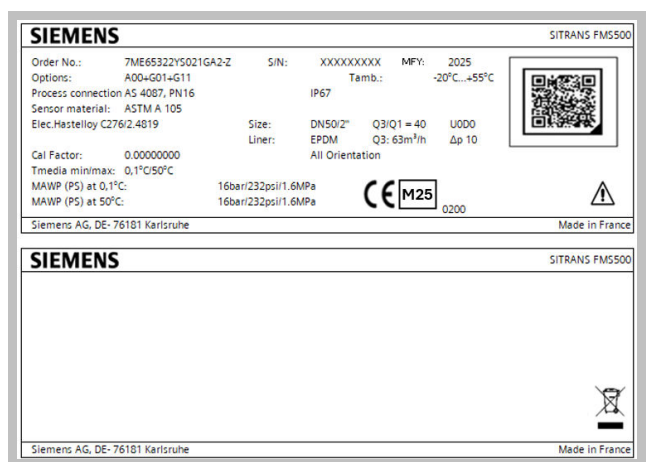 SIEMENS SITRANS FMS500
Order No.: 7ME65322YS021GA2-Z S/N: XXXXXXXXX MFY: 2025
Options: A00+G01+G11 Tamb.: -20°C...+55°C
Process connection AS 4087, PN16 IP67
Sensor material: ASTM A 105
Elec.Hastelloy C276/2.4819 Size: DN50/2" Q3/Q1 = 40 U0D0
Liner: EPDM Q3: 63m³/h Δp 10
Cal Factor: 0.00000000 All Orientation
Tmedia min/max: 0,1°C/50°C
MAWP (PS) at 0,1°C: 16bar/232psi/1.6MPa
MAWP (PS) at 50°C: 16bar/232psi/1.6MPa CE M25 0200
Siemens AG, DE- 76181 Karlsruhe Made in France
SIEMENS SITRANS FMS500
Siemens AG, DE- 76181 Karlsruhe Made in France